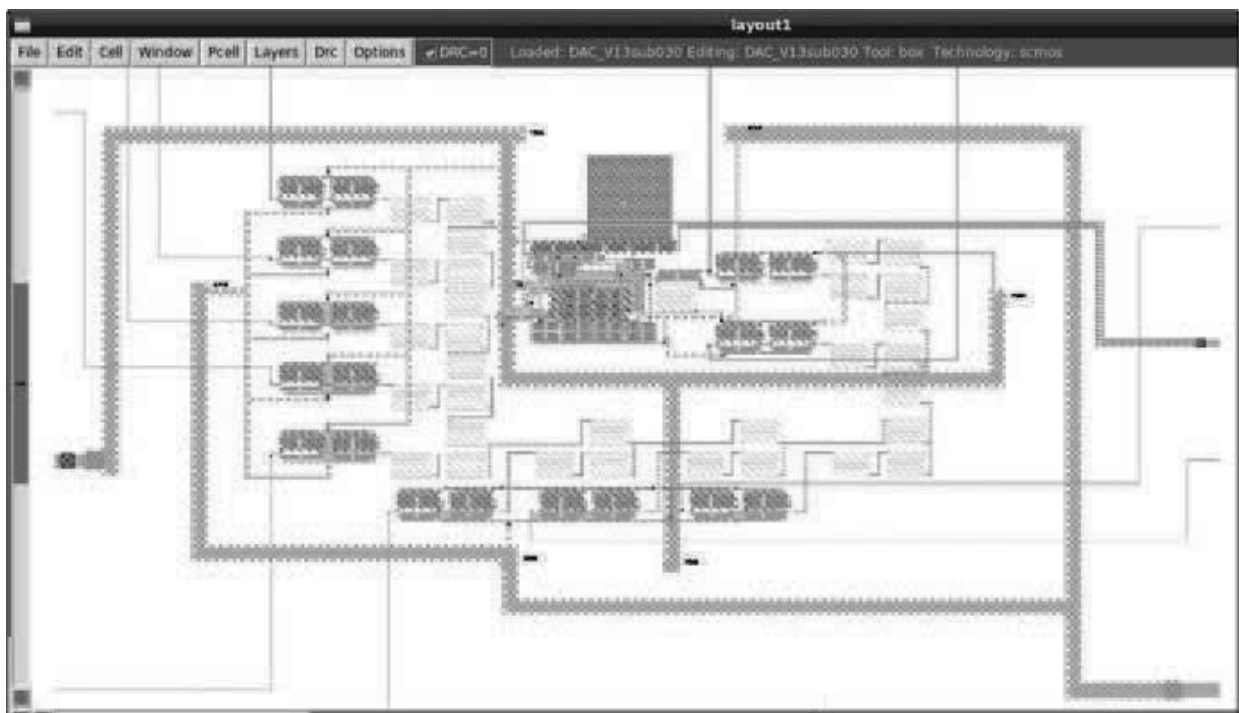 layout1
File Edit Cell Window Pcell Layers Drc Options ✓DRC=0 Loaded: DAC_V13sub030 Editing: DAC_V13sub030 Tool: box Technology: scmos